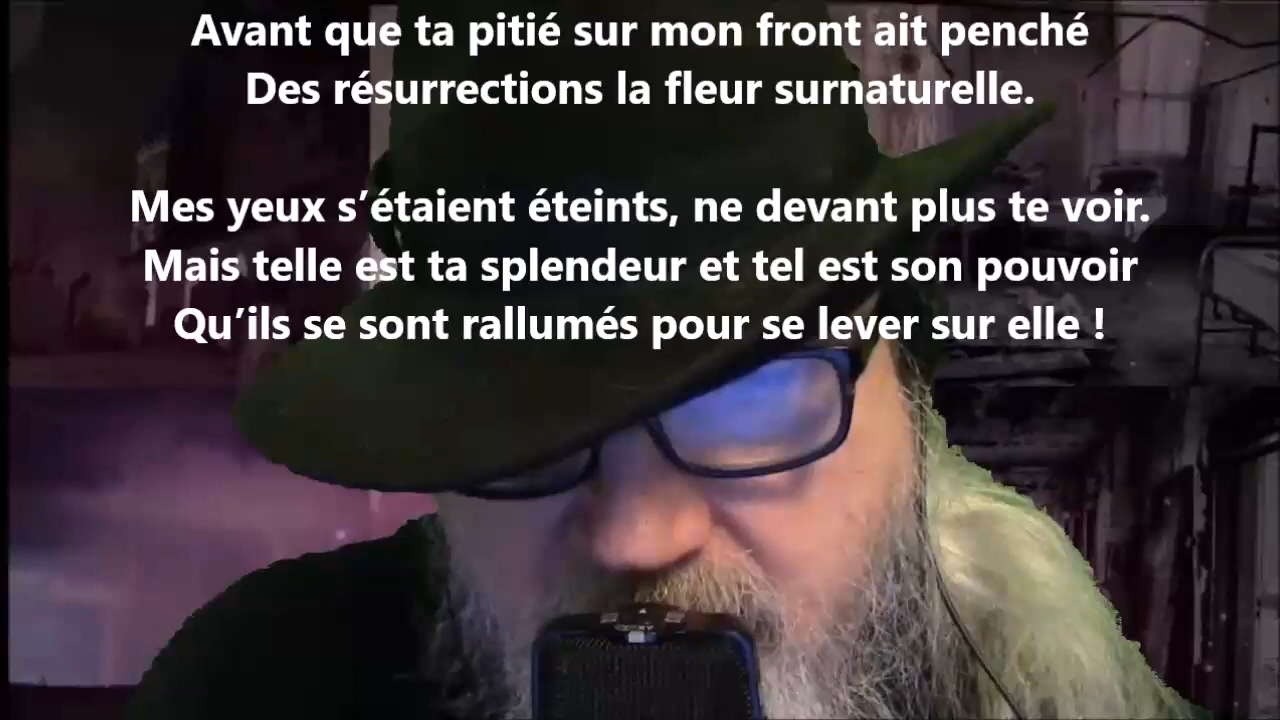 Avant que ta pitié sur mon front ait penché
Des résurrections la fleur surnaturelle.
Mes yeux s’étaient éteints, ne devant plus te voir.
Mais telle est ta splendeur et tel est son pouvoir
Qu’ils se sont rallumés pour se lever sur elle !